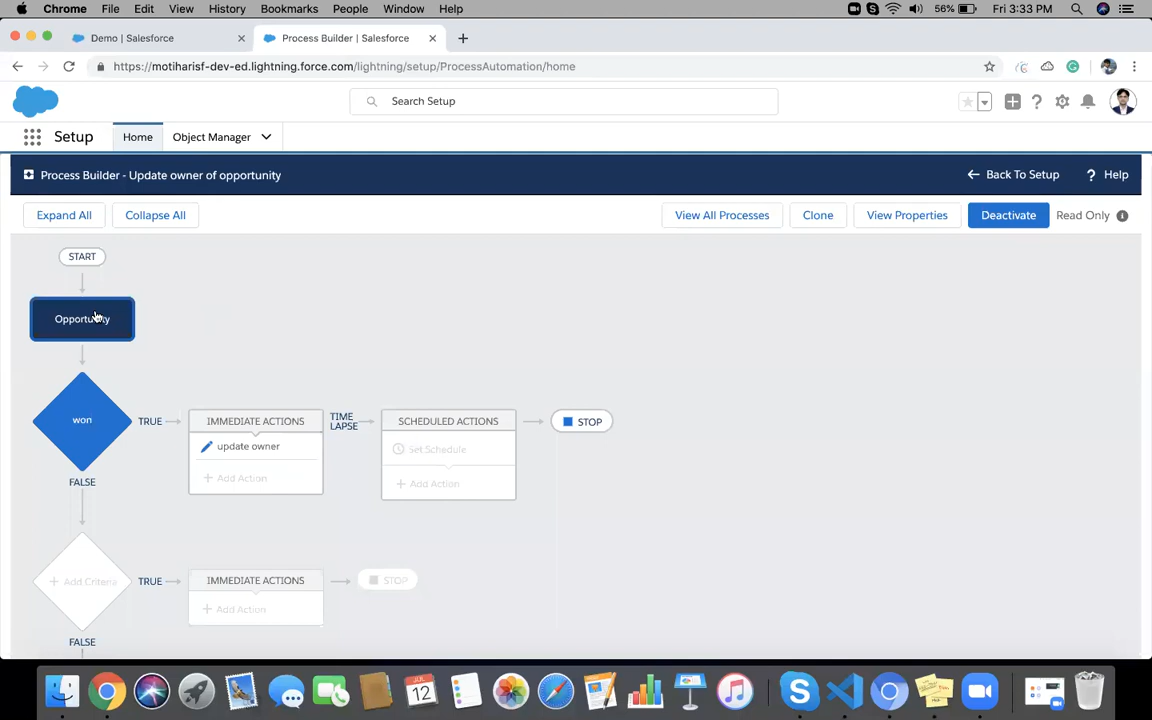 Chrome File Edit View History Bookmarks People Window Help 56% Fri 3:33 PM
Demo | Salesforce Process Builder | Salesforce
https://motiharisf-dev-ed.lightning.force.com/lightning/setup/ProcessAutomation/home
Search Setup
Setup Home Object Manager
Process Builder - Update owner of opportunity Back To Setup ? Help
Expand All Collapse All View All Processes Clone View Properties Deactivate Read Only
START
Opportunity
won TRUE IMMEDIATE ACTIONS TIME LAPSE SCHEDULED ACTIONS STOP
update owner Set Schedule
+ Add Action + Add Action
FALSE
+ Add Criteria TRUE IMMEDIATE ACTIONS STOP
+ Add Action
FALSE
JUL
12